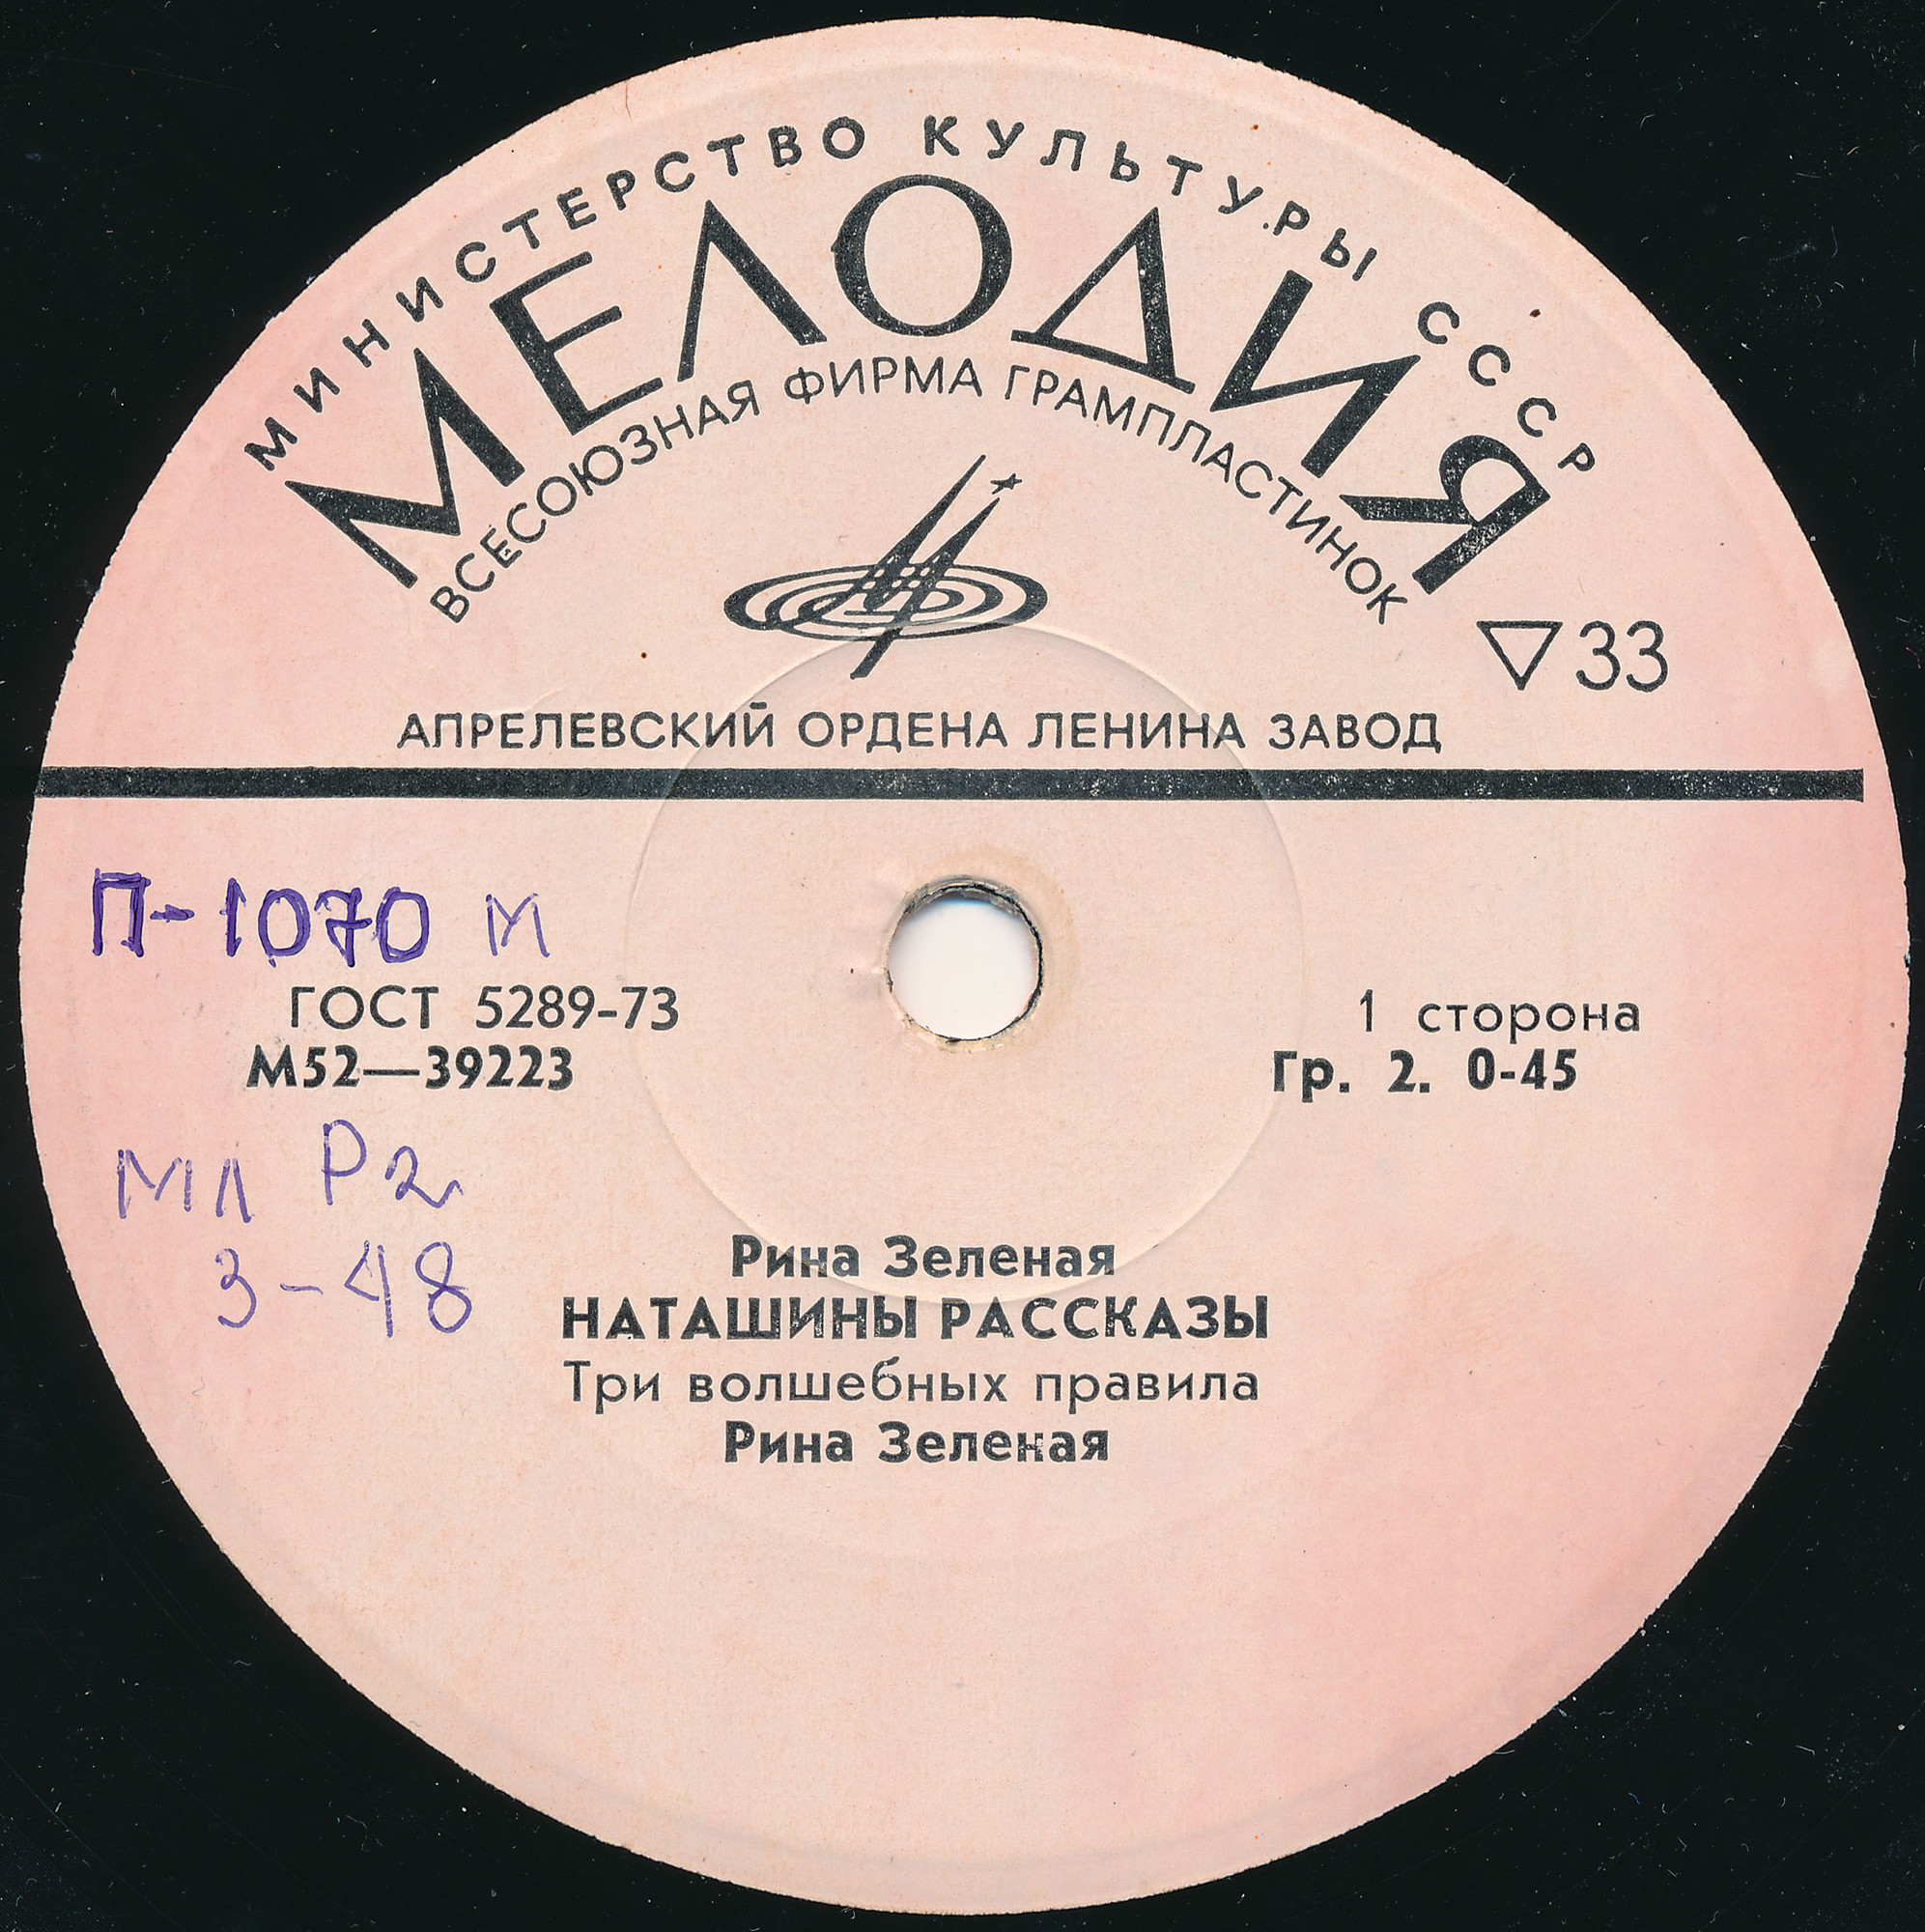 МИНИСТЕРСТВО КУЛЬТУРЫ СССР
МЕЛОДИЯ
ВСЕСОЮЗНАЯ ФИРМА ГРАМПЛАСТИНОК
▽33
АПРЕЛЕВСКИЙ ОРДЕНА ЛЕНИНА ЗАВОД
П-1070 м
ГОСТ 5289-73
1 сторона
М52—39223
Гр. 2. 0-45
Мл Р2
3-48
Рина Зеленая
НАТАШИНЫ РАССКАЗЫ
Три волшебных правила
Рина Зеленая